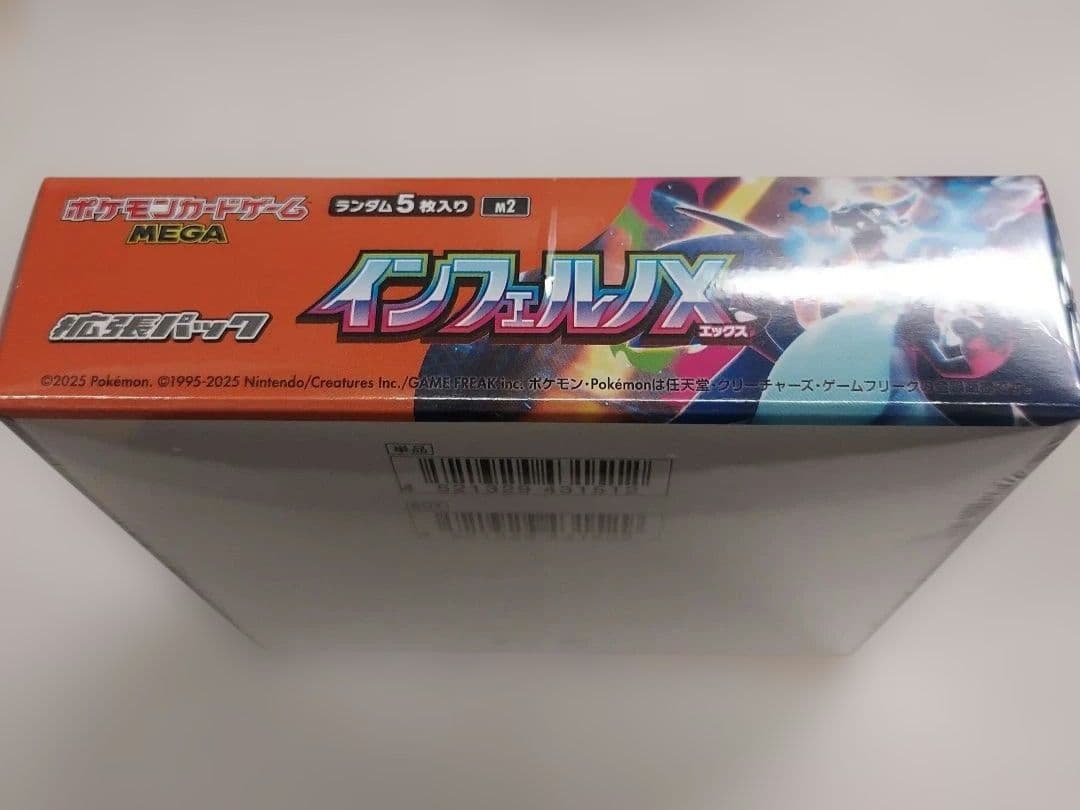 ポケモンカードゲーム
MEGA
ランダム5枚入り M2
拡張パック
インフェルノX
エックス
©2025 Pokémon. ©1995-2025 Nintendo/Creatures Inc./GAME FREAK inc. ポケモン・Pokémonは任天堂・クリーチャーズ・ゲームフリーク
単品
4 521329 431512